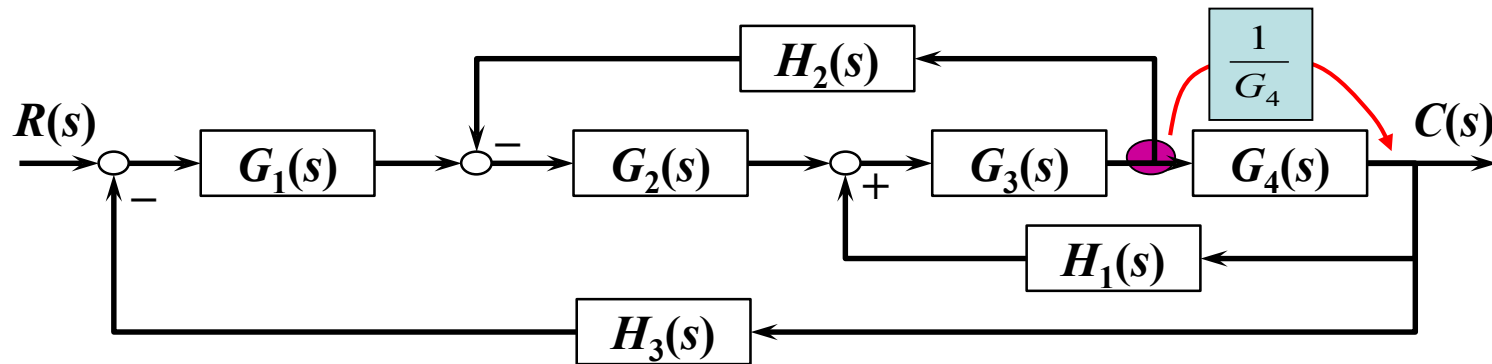 H₂(s)
1
G₄
R(s)
C(s)
G₁(s)
−
G₂(s)
G₃(s)
G₄(s)
−
+
H₁(s)
H₃(s)